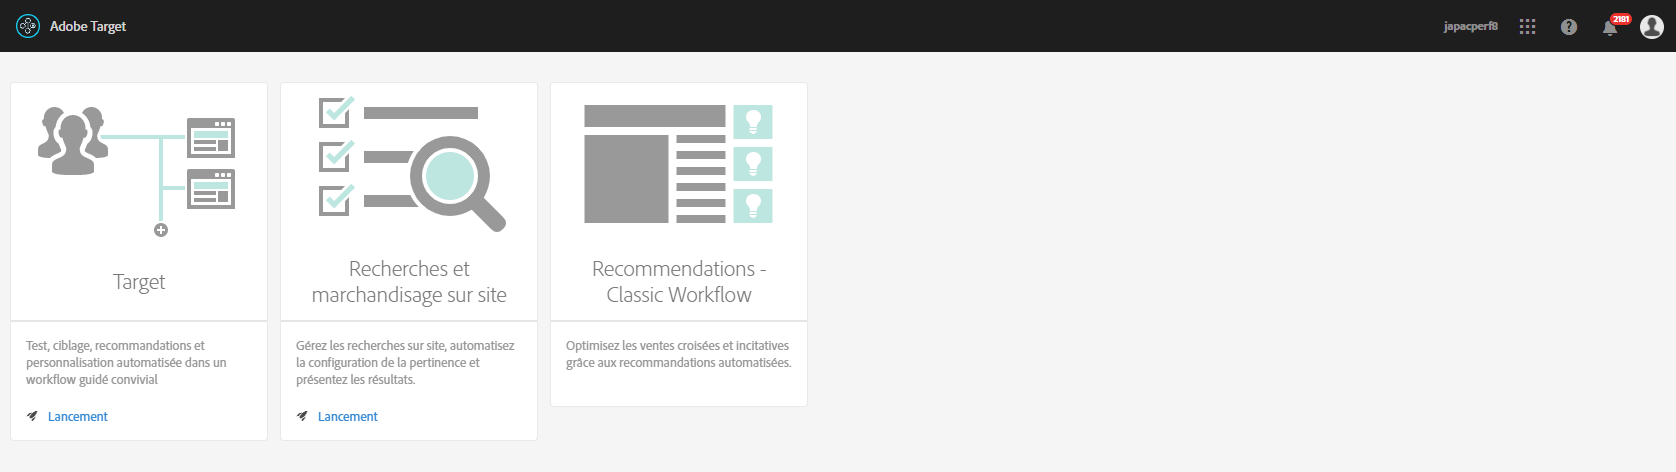 Adobe Target
japacperf8
2181
Target
Recherches et
marchandisage sur site
Recommendations -
Classic Workflow
Test, ciblage, recommandations et
personnalisation automatisée dans un
workflow guidé convivial
Lancement
Gérez les recherches sur site, automatisez
la configuration de la pertinence et
présentez les résultats.
Lancement
Optimisez les ventes croisées et incitatives
grâce aux recommandations automatisées.